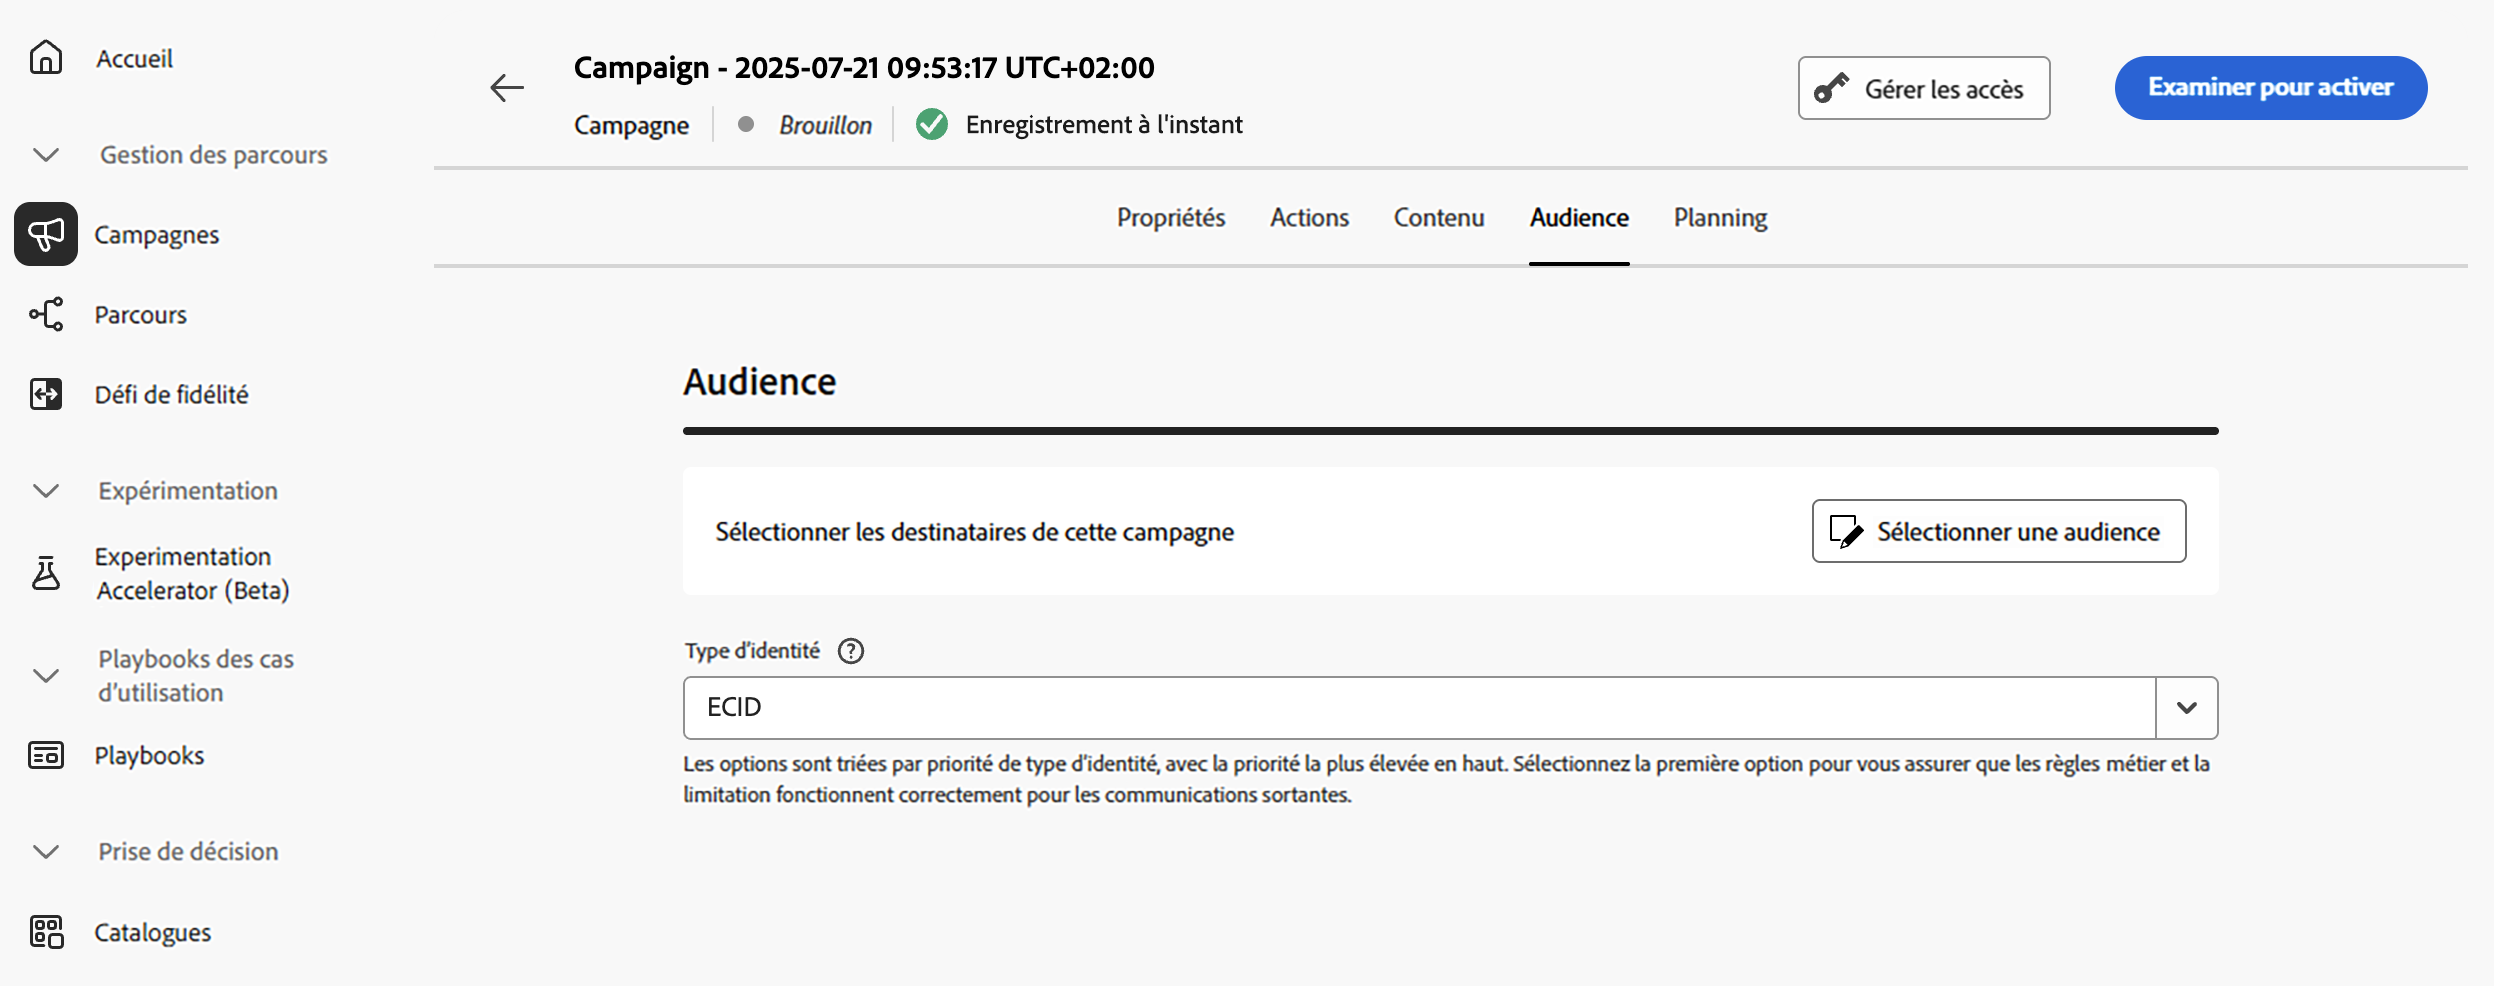 Accueil
Gestion des parcours
Campagnes
Parcours
Défi de fidélité
Expérimentation
Experimentation
Accelerator (Beta)
Playbooks des cas
d'utilisation
Playbooks
Prise de décision
Catalogues
Campaign - 2025-07-21 09:53:17 UTC+02:00
Campagne
Brouillon
Enregistrement à l'instant
Gérer les accès
Examiner pour activer
Propriétés
Actions
Contenu
Audience
Planning
Audience
Sélectionner les destinataires de cette campagne
Sélectionner une audience
Type d'identité
ECID
Les options sont triées par priorité de type d'identité, avec la priorité la plus élevée en haut. Sélectionnez la première option pour vous assurer que les règles métier et la
limitation fonctionnent correctement pour les communications sortantes.